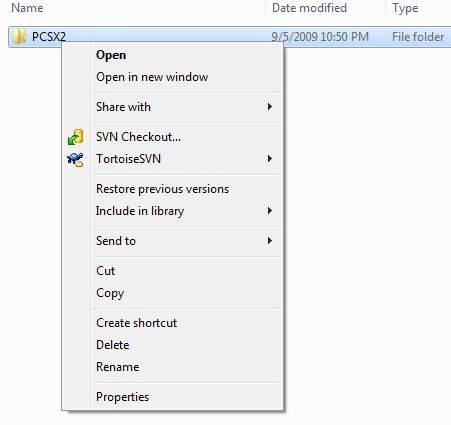 Name Date modified Type
PCSX2 9/5/2009 10:50 PM File folder
Open
Open in new window
Share with
SVN Checkout...
TortoiseSVN
Restore previous versions
Include in library
Send to
Cut
Copy
Create shortcut
Delete
Rename
Properties